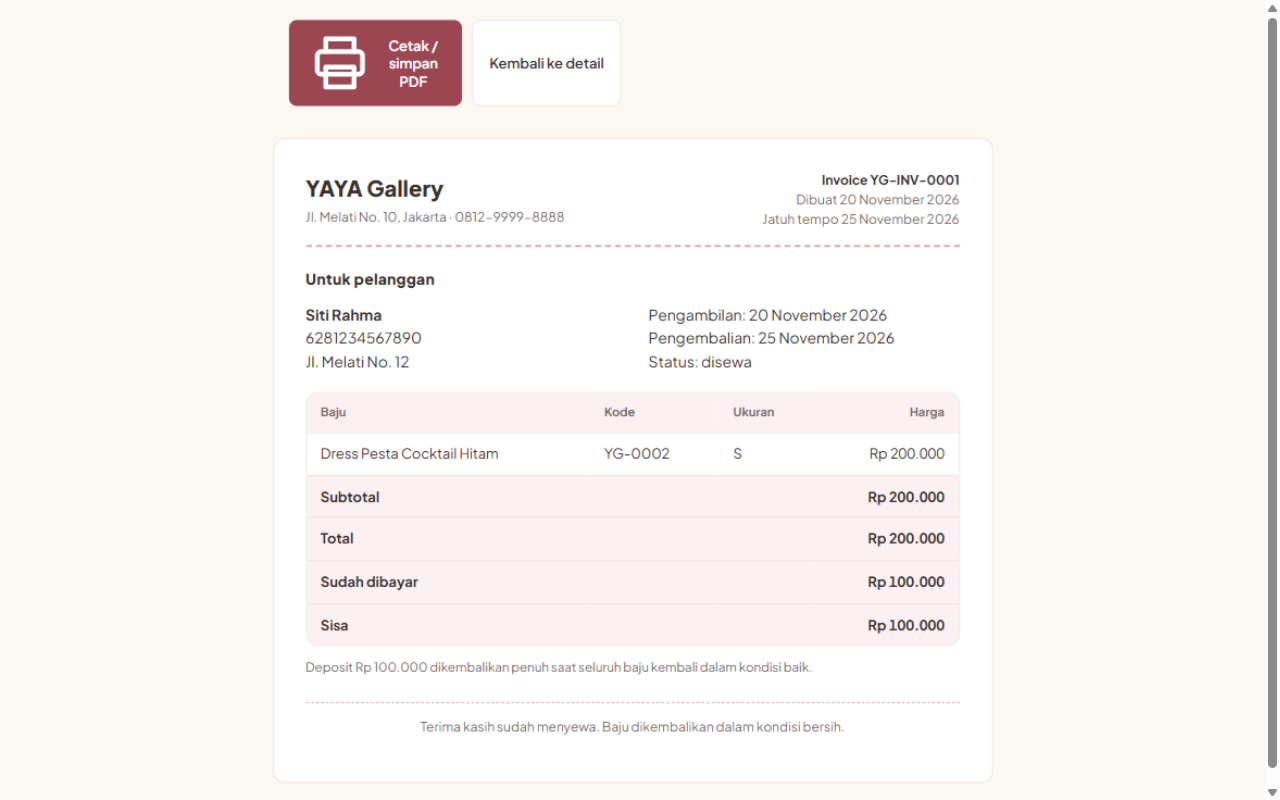 Cetak /
simpan
PDF
Kembali ke detail
YAYA Gallery
Jl. Melati No. 10, Jakarta · 0812-9999-8888
Invoice YG-INV-0001
Dibuat 20 November 2026
Jatuh tempo 25 November 2026
Untuk pelanggan
Siti Rahma
6281234567890
Jl. Melati No. 12
Pengambilan: 20 November 2026
Pengembalian: 25 November 2026
Status: disewa
Baju Kode Ukuran Harga
Dress Pesta Cocktail Hitam YG-0002 S Rp 200.000
Subtotal Rp 200.000
Total Rp 200.000
Sudah dibayar Rp 100.000
Sisa Rp 100.000
Deposit Rp 100.000 dikembalikan penuh saat seluruh baju kembali dalam kondisi baik.
Terima kasih sudah menyewa. Baju dikembalikan dalam kondisi bersih.